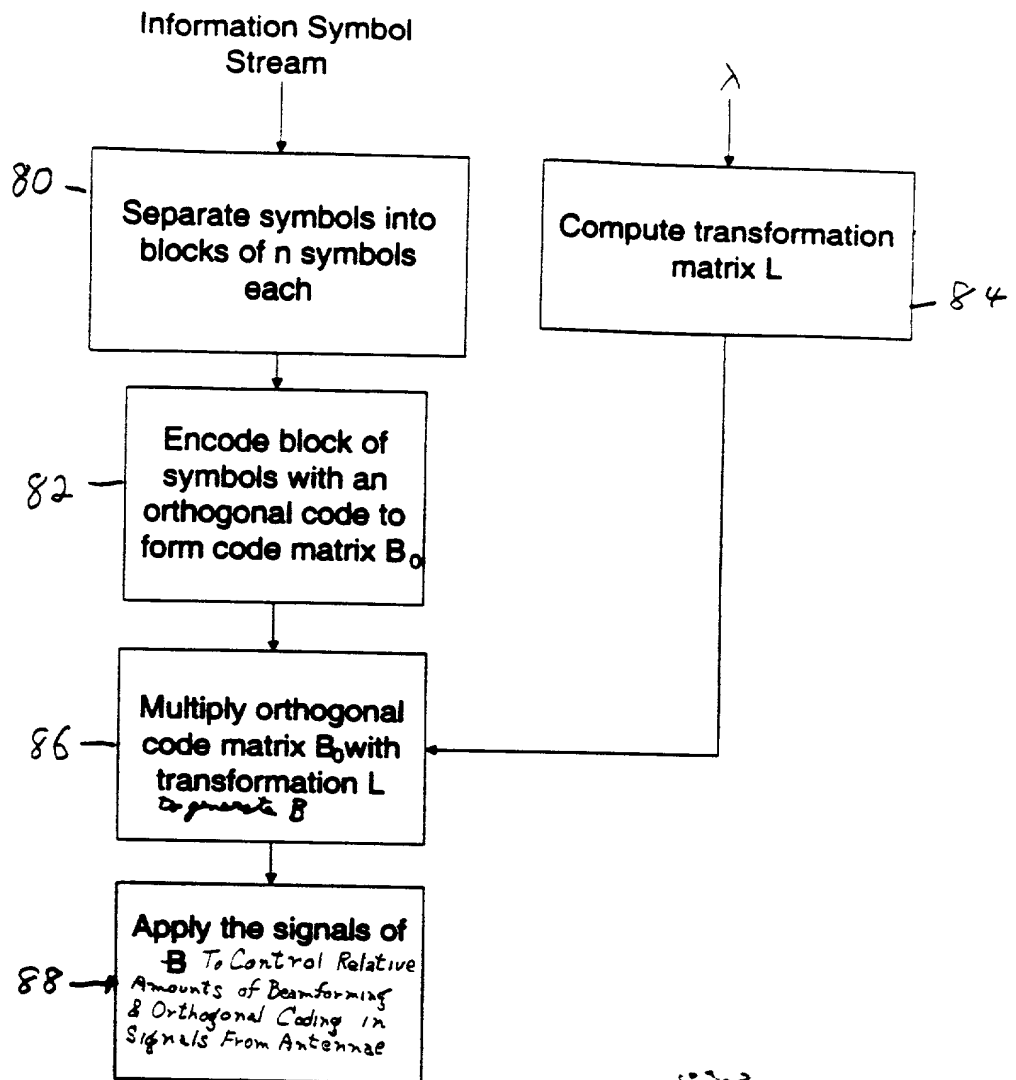 Information Symbol
Stream
λ
80
Separate symbols into
blocks of n symbols
each
Compute transformation
matrix L
84
82
Encode block of
symbols with an
orthogonal code to
form code matrix B₀
86
Multiply orthogonal
code matrix B₀ with
transformation L
to generate B
88
Apply the signals of
B To Control Relative
Amounts of Beamforming
& Orthogonal Coding in
Signals From Antennae